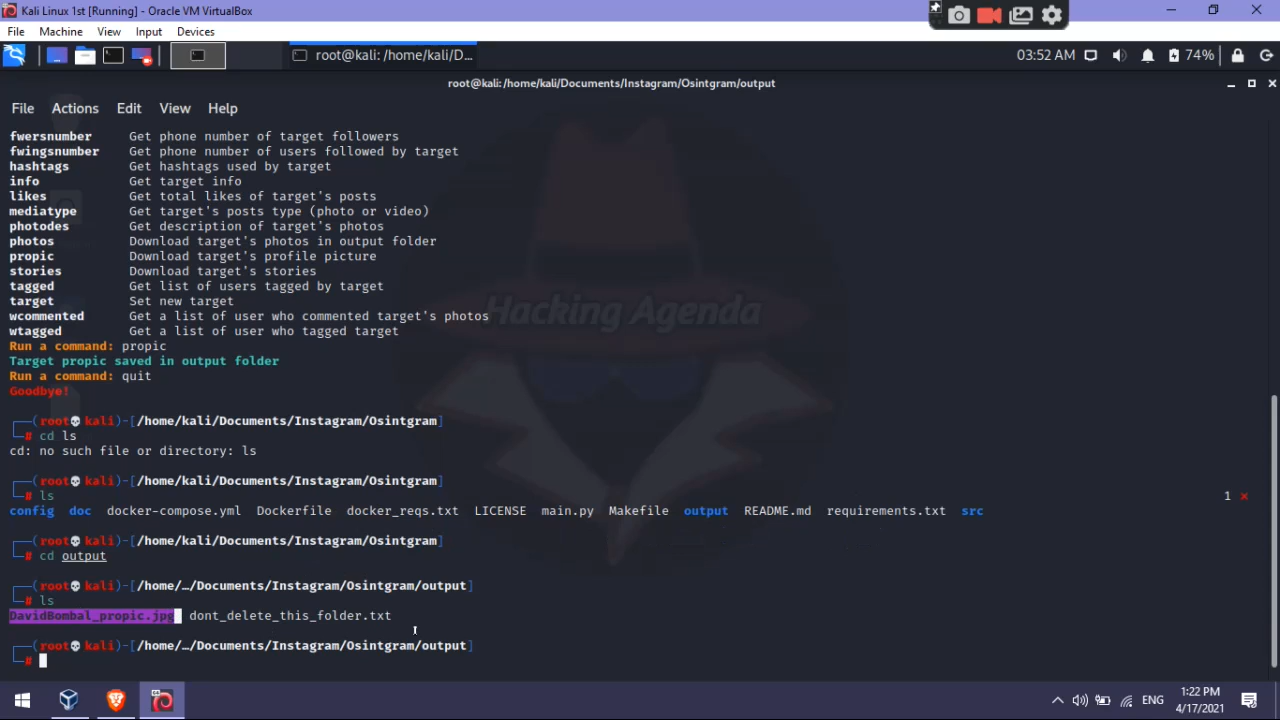 Kali Linux 1st [Running] - Oracle VM VirtualBox
File Machine View Input Devices
root@kali: /home/kali/D... 03:52 AM 74%
root@kali:/home/kali/Documents/Instagram/Osintgram/output
File Actions Edit View Help
fwersnumber Get phone number of target followers
fwingsnumber Get phone number of users followed by target
hashtags Get hashtags used by target
info Get target info
likes Get total likes of target's posts
mediatype Get target's posts type (photo or video)
photodes Get description of target's photos
photos Download target's photos in output folder
propic Download target's profile picture
stories Download target's stories
tagged Get list of users tagged by target
target Set new target
Hacking Agenda
wcommented Get a list of user who commented target's photos
wtagged Get a list of user who tagged target
Run a command: propic
Target propic saved in output folder
Run a command: quit
Goodbye!
┌──(root💀kali)-[/home/kali/Documents/Instagram/Osintgram]
└─# cd ls
cd: no such file or directory: ls
┌──(root💀kali)-[/home/kali/Documents/Instagram/Osintgram]
└─# ls 1 ⨯
config doc docker-compose.yml Dockerfile docker_reqs.txt LICENSE main.py Makefile output README.md requirements.txt src
┌──(root💀kali)-[/home/kali/Documents/Instagram/Osintgram]
└─# cd output
┌──(root💀kali)-[/home/…/Documents/Instagram/Osintgram/output]
└─# ls
DavidBombal_propic.jpg dont_delete_this_folder.txt
┌──(root💀kali)-[/home/…/Documents/Instagram/Osintgram/output]
└─#
ENG 1:22 PM
4/17/2021